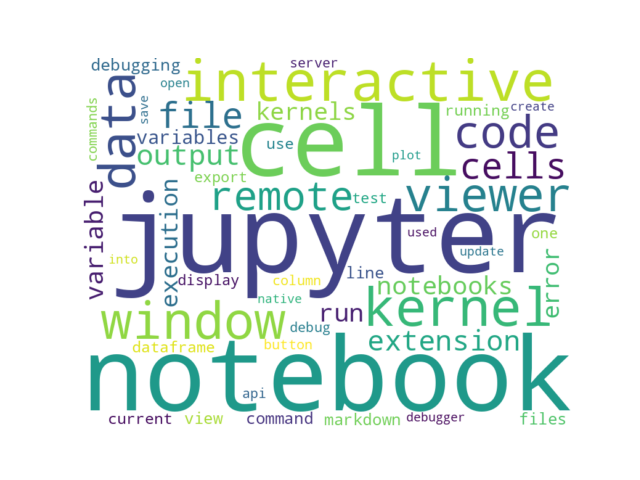 debugging
server
open
interactive
data
save
commands
file
kernels
running
create
variables
use
cell
code
output
plot
cells
export
remote
test
viewer
variable
execution
jupyter
used
one
update
into
display
column
line
notebooks
error
native
kernel
window
run
debug
extension
dataframe
button
notebook
api
current
view
command
markdown
debugger
files